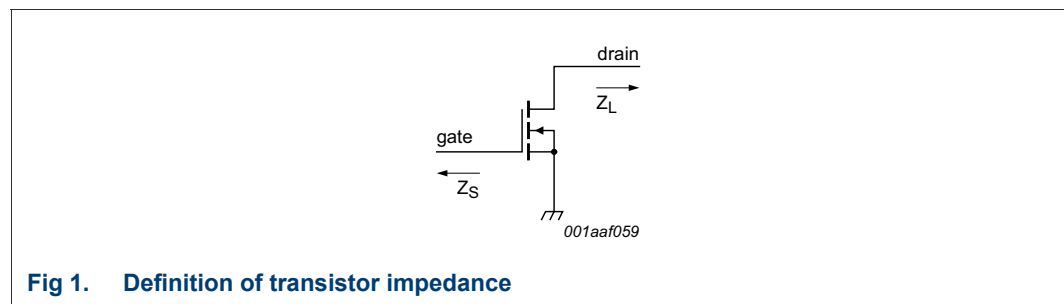 drain
Z_L
gate
Z_S
001aaf059
Fig 1. Definition of transistor impedance